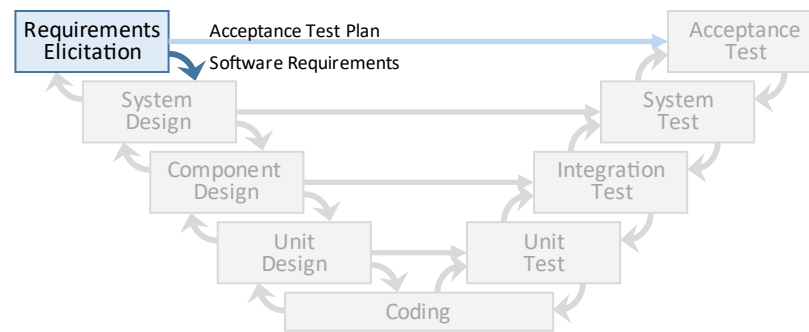 Requirements
Elicitation
Acceptance Test Plan
Software Requirements
Acceptance
Test
System
Design
System
Test
Component
Design
Integration
Test
Unit
Design
Unit
Test
Coding